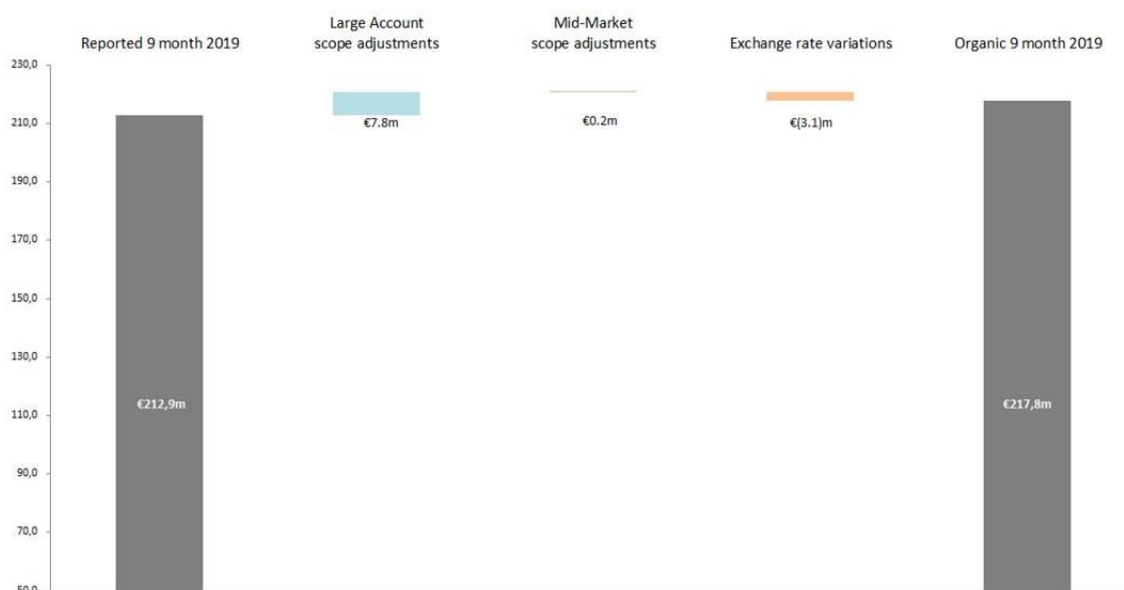 Large Account
scope adjustments
Mid-Market
scope adjustments
Reported 9 month 2019
Exchange rate variations
Organic 9 month 2019
230,0
210,0
190,0
170,0
150,0
130,0
110,0
90,0
70,0
50,0
€7.8m
€0.2m
€(3.1)m
€212,9m
€217,8m